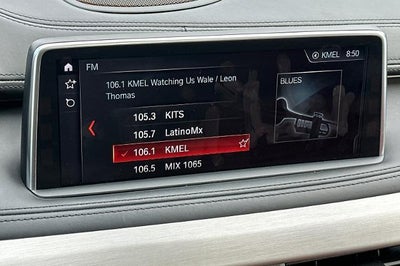 FM
KMEL 8:50
106.1 KMEL Watching Us Wale / Leon
Thomas
BLUES
105.3 KITS
105.7 LatinoMx
106.1 KMEL
106.5 MIX 1065